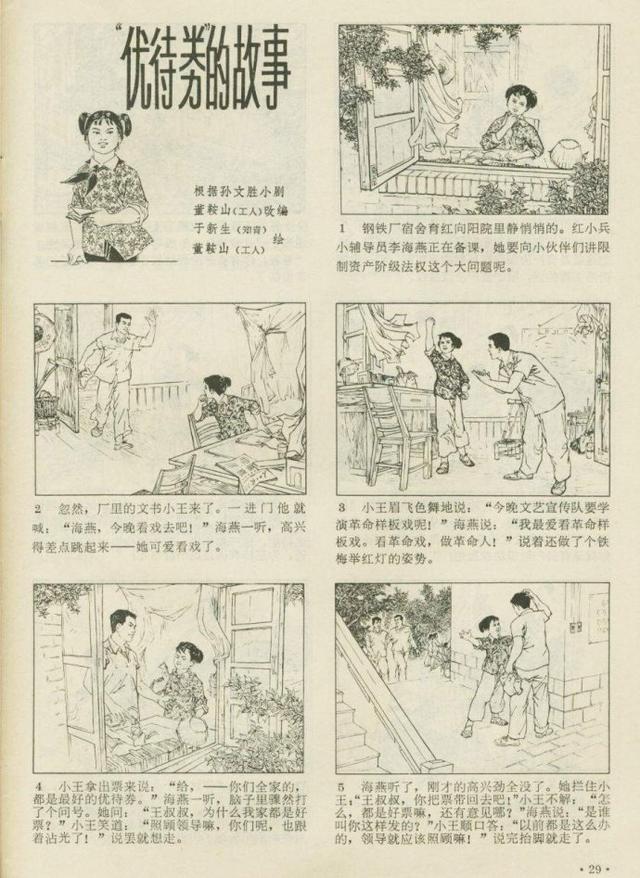 “优待券”的故事
根据孙文胜小剧
董鞍山（工人）改编
于新生（知青）
董鞍山（工人） 绘
1 钢铁厂宿舍育红向阳院里静悄悄的。红小兵
小辅导员李海燕正在备课，她要向小伙伴们讲限
制资产阶级法权这个大问题呢。
2 忽然，厂里的文书小王来了。一进门他就
喊：“海燕，今晚看戏去吧！”海燕一听，高兴
得差点跳起来——她可爱看戏了。
3 小王眉飞色舞地说：“今晚文艺宣传队要学
演革命样板戏呢！”海燕说：“我最爱看革命样
板戏。看革命戏，做革命人！”说着还做了个铁
梅举红灯的姿势。
4 小王拿出票来说：“给，——你们全家的，
都是最好的优待券。”海燕一听，脑子里骤然打
了个问号。她问：“王叔叔，为什么我家都是好
票？”小王笑道：“照顾领导嘛，你们呢，也跟
着沾光了！”说罢就想走。
5 海燕听了，刚才的高兴劲全没了。她拦住小
王：“王叔叔，你把票带回去吧！”小王不解：“怎
么，都是好票嘛，还有意见哪？”海燕说：“是谁
叫你这样发的？”小王顺口答：“以前都是这么办
的，领导就应该照顾嘛！”说完抬脚就走了。
·29·